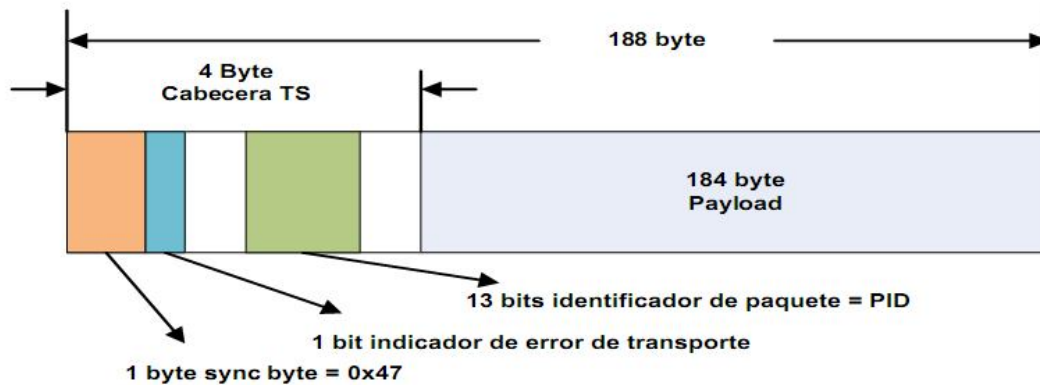 188 byte
4 Byte
Cabecera TS
184 byte
Payload
13 bits identificador de paquete = PID
1 bit indicador de error de transporte
1 byte sync byte = 0x47